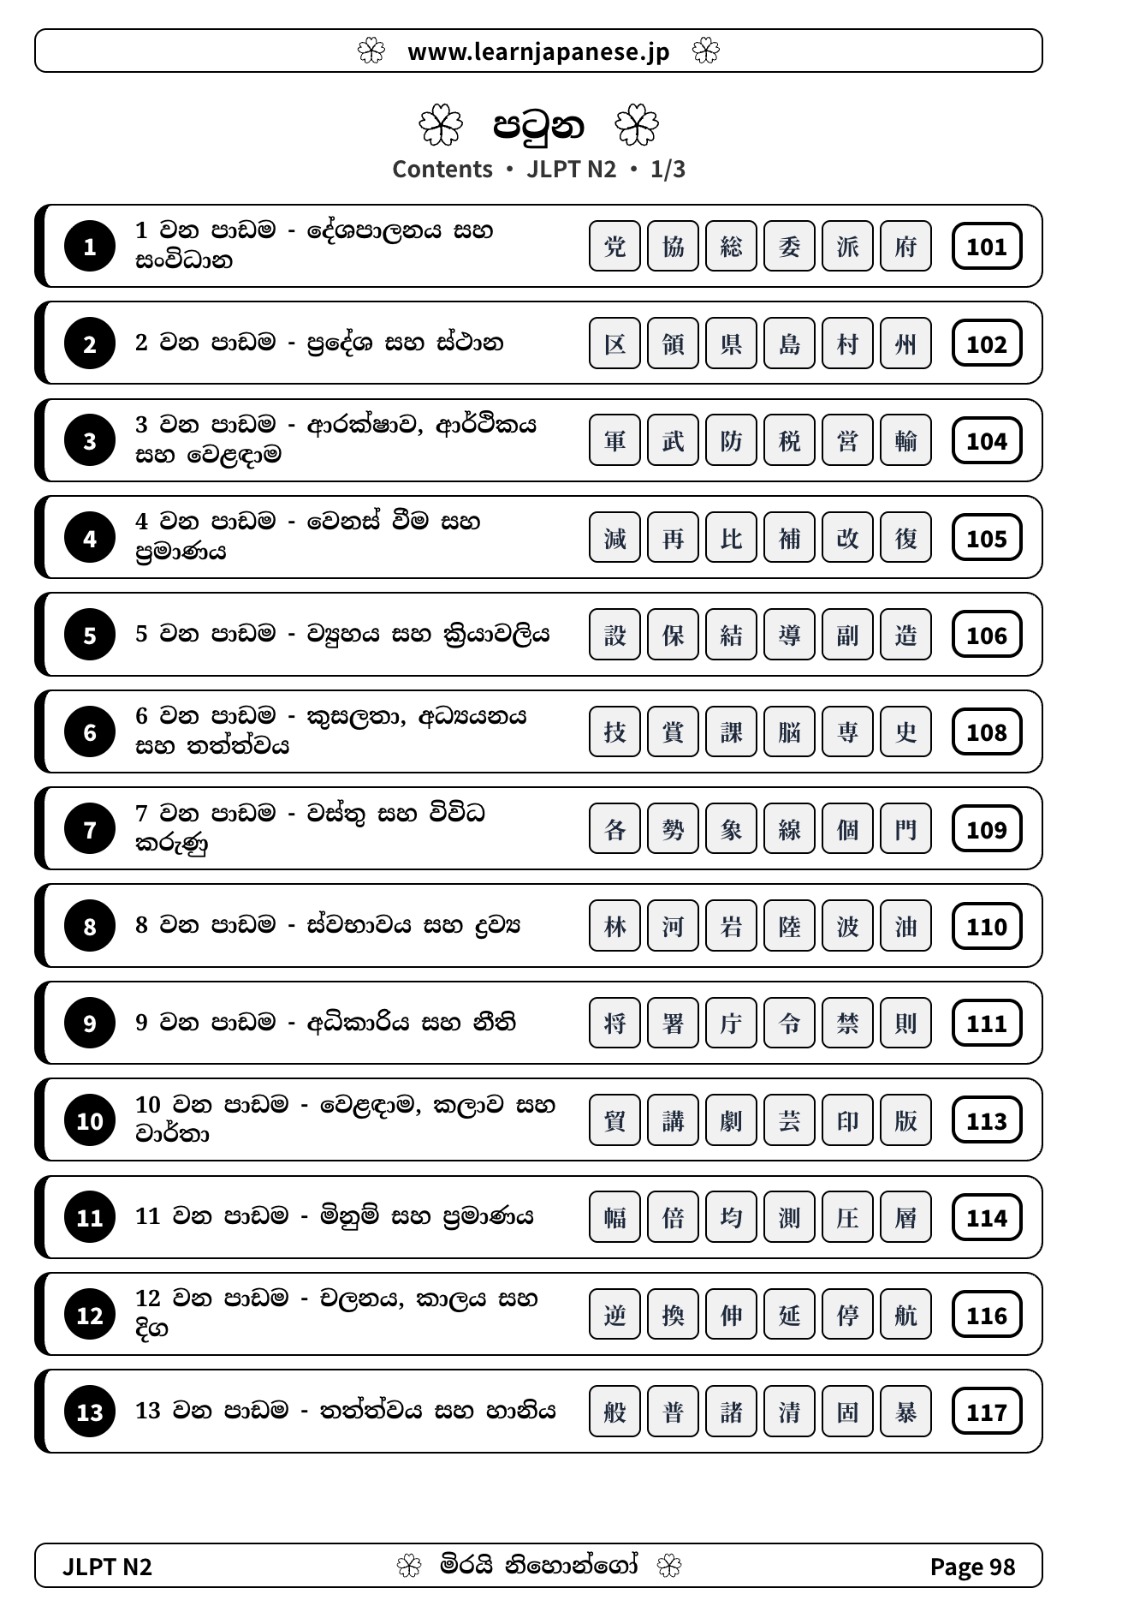 www.learnjapanese.jp
පටුන
Contents • JLPT N2 • 1/3
1 1 වන පාඩම - දේශපාලනය සහ
සංවිධාන
党 協 総 委 派 府 101
2 2 වන පාඩම - ප්‍රදේශ සහ ස්ථාන 区 領 県 島 村 州 102
3 3 වන පාඩම - ආරක්ෂාව, ආර්ථිකය
සහ වෙළඳාම
軍 武 防 税 営 輸 104
4 4 වන පාඩම - වෙනස් වීම සහ
ප්‍රමාණය
減 再 比 補 改 復 105
5 5 වන පාඩම - ව්‍යුහය සහ ක්‍රියාවලිය 設 保 結 導 副 造 106
6 6 වන පාඩම - කුසලතා, අධ්‍යයනය
සහ තත්ත්වය
技 賞 課 脳 専 史 108
7 7 වන පාඩම - වස්තු සහ විවිධ
කරුණු
各 勢 象 線 個 門 109
8 8 වන පාඩම - ස්වභාවය සහ ද්‍රව්‍ය 林 河 岩 陸 波 油 110
9 9 වන පාඩම - අධිකාරිය සහ නීති 将 署 庁 令 禁 則 111
10 10 වන පාඩම - වෙළඳාම, කලාව සහ
වාර්තා
貿 講 劇 芸 印 版 113
11 11 වන පාඩම - මිනුම් සහ ප්‍රමාණය 幅 倍 均 測 圧 層 114
12 12 වන පාඩම - චලනය, කාලය සහ
දිග
逆 換 伸 延 停 航 116
13 13 වන පාඩම - තත්ත්වය සහ හානිය 般 普 諸 清 固 暴 117
JLPT N2 මිරයි නිහොන්ගෝ Page 98